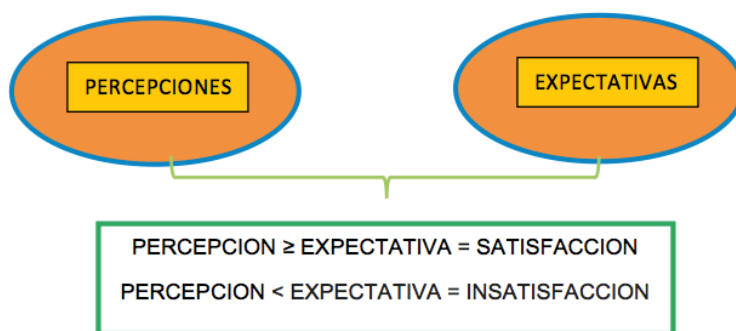 PERCEPCIONES
EXPECTATIVAS
PERCEPCION ≥ EXPECTATIVA = SATISFACCION
PERCEPCION < EXPECTATIVA = INSATISFACCION